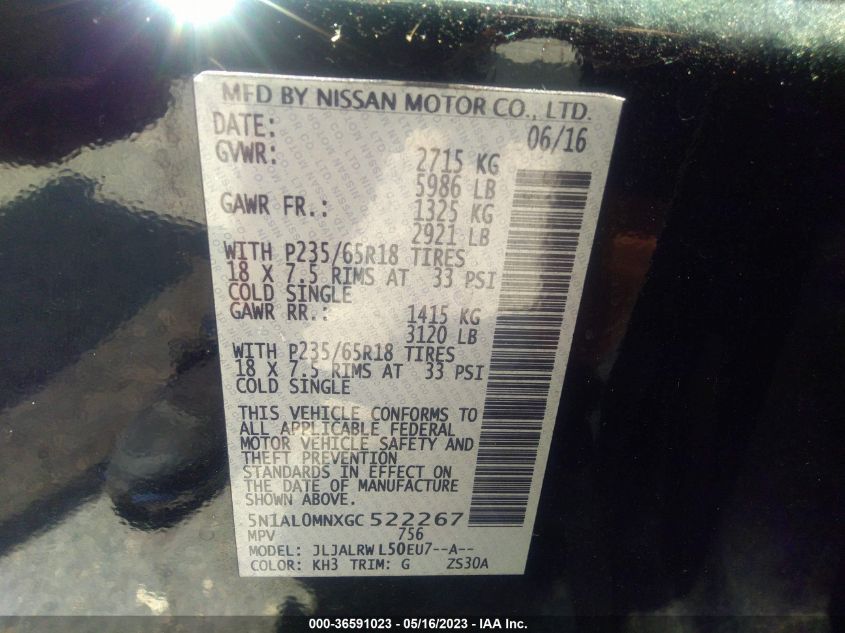 MFD BY NISSAN MOTOR CO., LTD.
DATE: 06/16
GVWR: 2715 KG
5986 LB
GAWR FR.: 1325 KG
2921 LB
WITH P235/65R18 TIRES
18 X 7.5 RIMS AT 33 PSI
COLD SINGLE
GAWR RR.: 1415 KG
3120 LB
WITH P235/65R18 TIRES
18 X 7.5 RIMS AT 33 PSI
COLD SINGLE
THIS VEHICLE CONFORMS TO
ALL APPLICABLE FEDERAL
MOTOR VEHICLE SAFETY AND
THEFT PREVENTION
STANDARDS IN EFFECT ON
THE DATE OF MANUFACTURE
SHOWN ABOVE.
5N1AL0MNXGC 522267
MPV 756
MODEL: JLJALRW L50EU7--A--
COLOR: KH3 TRIM: G ZS30A
000-36591023 - 05/16/2023 - IAA Inc.